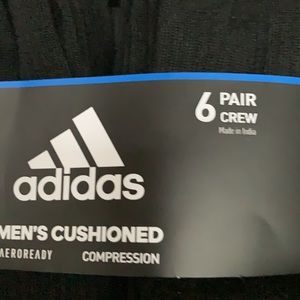 6 PAIR
CREW
Made in India
adidas
MEN'S CUSHIONED
AEROREADY COMPRESSION